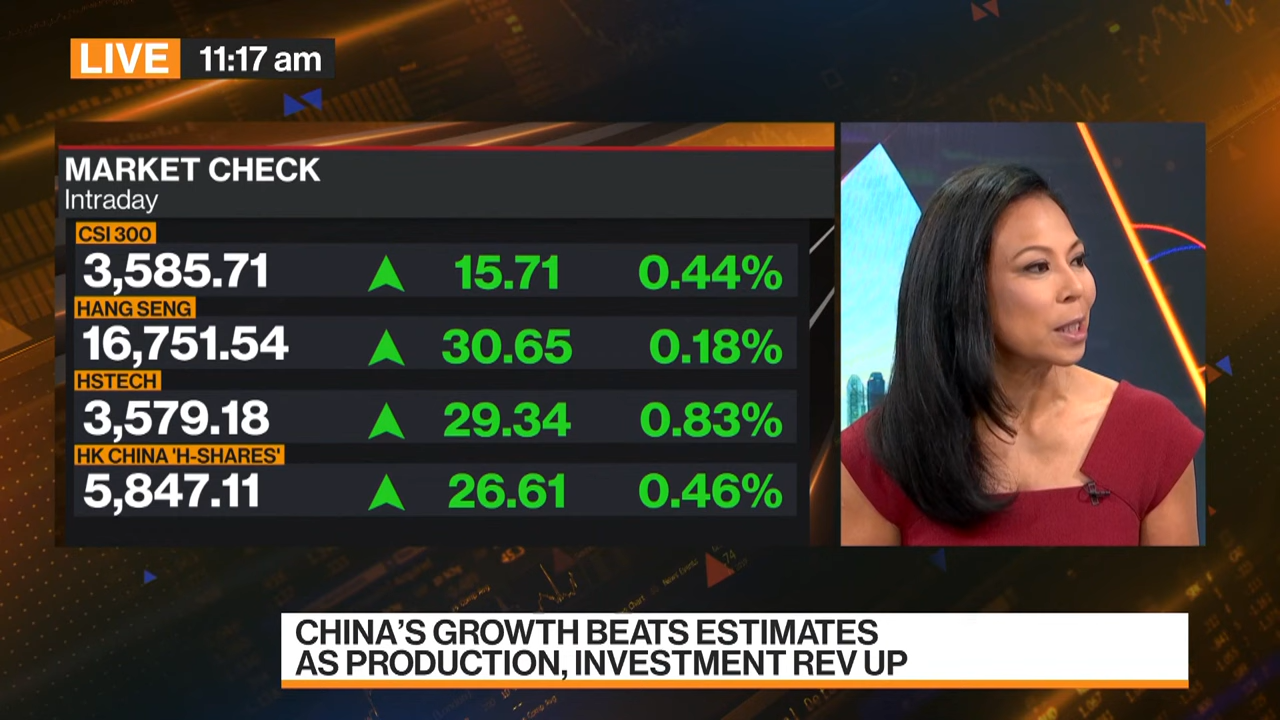 LIVE 11:17 am
MARKET CHECK
Intraday
CSI 300
3,585.71 15.71 0.44%
HANG SENG
16,751.54 30.65 0.18%
HSTECH
3,579.18 29.34 0.83%
HK CHINA 'H-SHARES'
5,847.11 26.61 0.46%
CHINA'S GROWTH BEATS ESTIMATES
AS PRODUCTION, INVESTMENT REV UP